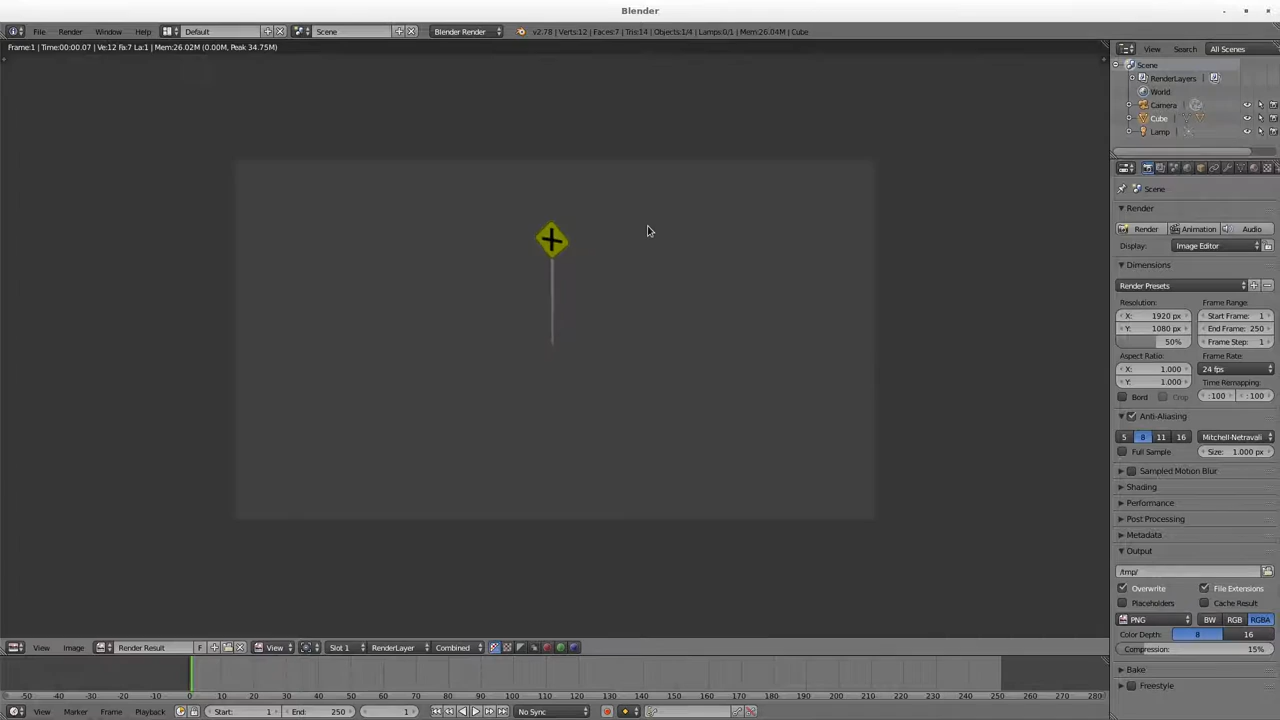 Blender
File Render Window Help Default Scene Blender Render v2.78 | Verts:12 | Faces:7 | Tris:14 | Objects:1/4 | Lamps:0/1 | Mem:26.04M | Cube
Frame:1 | Time:00:00.07 | Ve:12 Fa:7 La:1 | Mem:26.02M (0.00M, Peak 34.75M)
View Search All Scenes
Scene
RenderLayers
World
Camera
Cube
Lamp
Scene
Render
Render Animation Audio
Display: Image Editor
Dimensions
Render Presets
Resolution: Frame Range:
X: 1920 px Start Frame: 1
Y: 1080 px End Frame: 250
50% Frame Step: 1
Aspect Ratio: Frame Rate:
X: 1.000 24 fps
Y: 1.000 Time Remapping:
Bord Crop :100 :100
Anti-Aliasing
5 8 11 16 Mitchell-Netravali
Full Sample Size: 1.000 px
Sampled Motion Blur
Shading
Performance
Post Processing
Metadata
Output
/tmp/
Overwrite File Extensions
Placeholders Cache Result
PNG BW RGB RGBA
Color Depth: 8 16
Compression: 15%
Bake
Freestyle
View Image Render Result F View Slot 1 RenderLayer Combined
-50 -40 -30 -20 -10 0 10 20 30 40 50 60 70 80 90 100 110 120 130 140 150 160 170 180 190 200 210 220 230 240 250 260 270 280
View Marker Frame Playback Start: 1 End: 250 1 No Sync